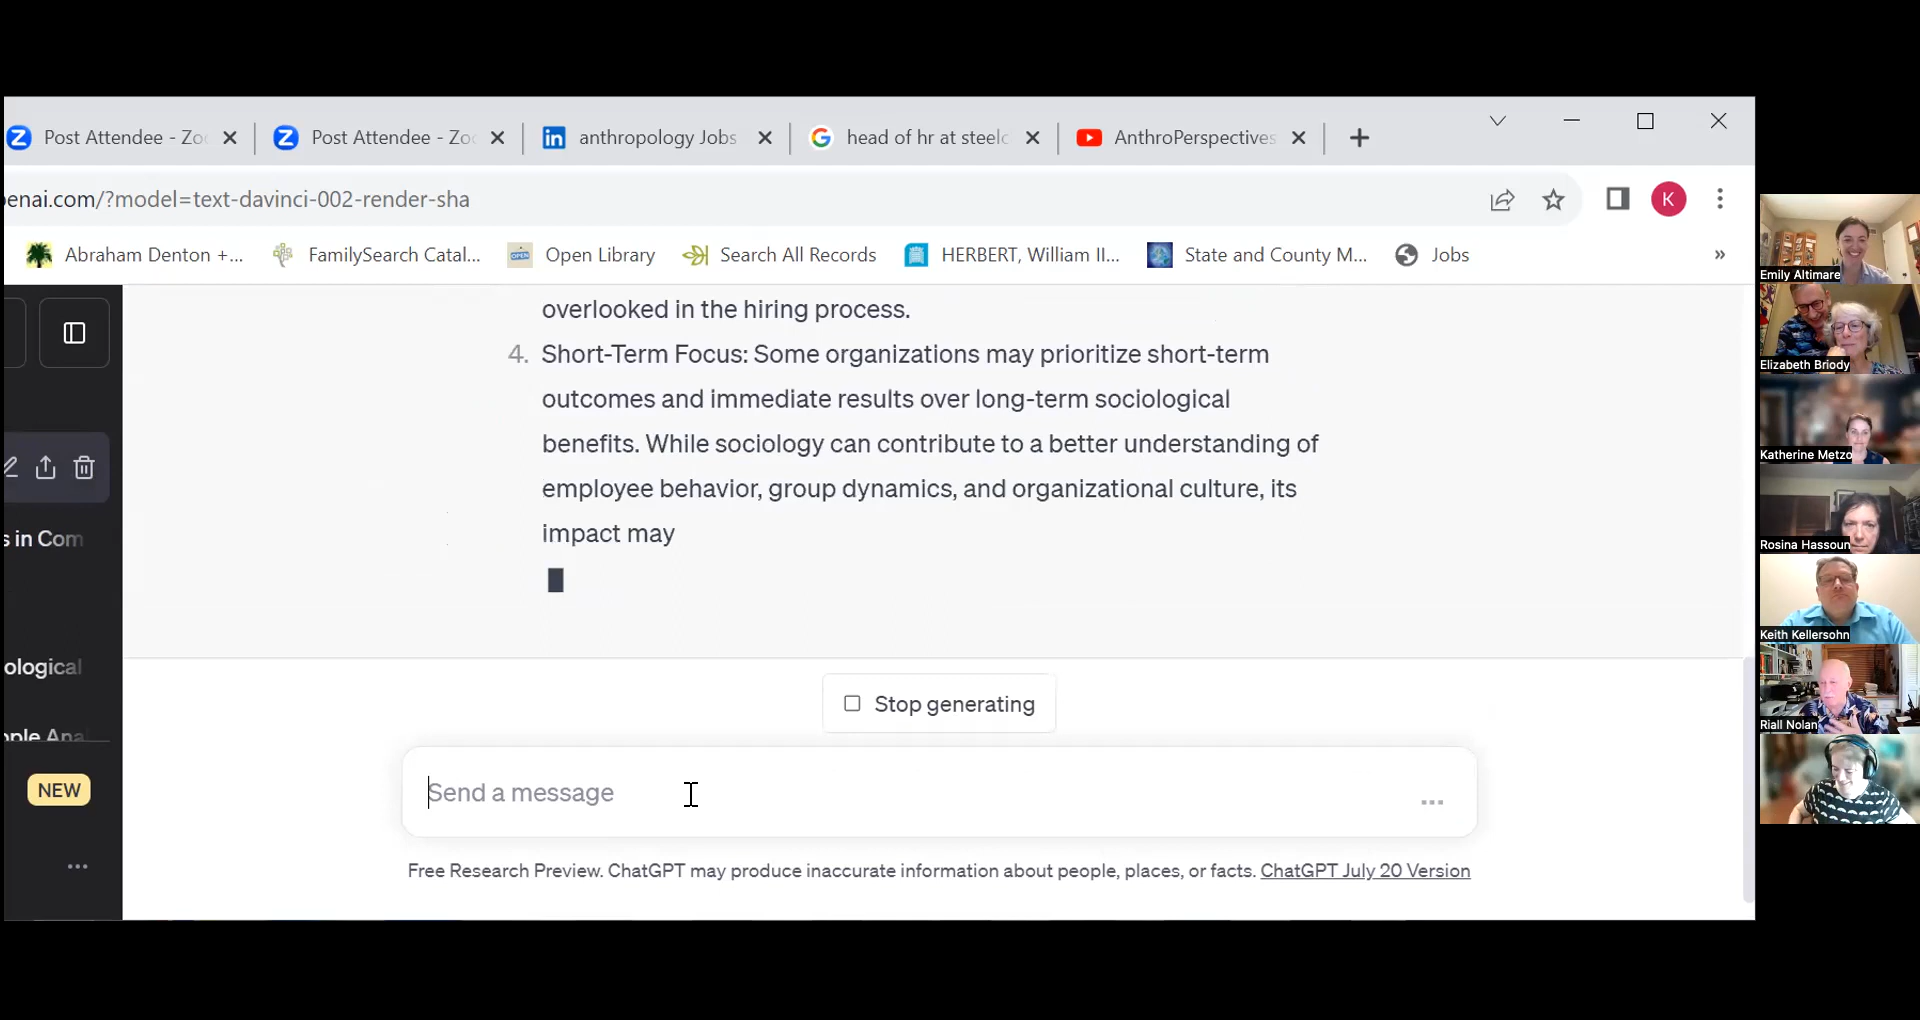 Post Attendee - Zo
Post Attendee - Zo
in
anthropology Jobs
head of hr at steelc
AnthroPerspectives
enai.com/?model=text-davinci-002-render-sha
K
Abraham Denton +...
FamilySearch Catal...
OPEN
Open Library
Search All Records
HERBERT, William II...
State and County M...
Jobs
»
overlooked in the hiring process.
4. Short-Term Focus: Some organizations may prioritize short-term
outcomes and immediate results over long-term sociological
benefits. While sociology can contribute to a better understanding of
employee behavior, group dynamics, and organizational culture, its
impact may
s in Com
ological
ople Ana
NEW
...
Stop generating
Send a message
...
Free Research Preview. ChatGPT may produce inaccurate information about people, places, or facts. ChatGPT July 20 Version
Emily Altimare
Elizabeth Briody
Katherine Metzo
Rosina Hassoun
Keith Kellersohn
Riall Nolan